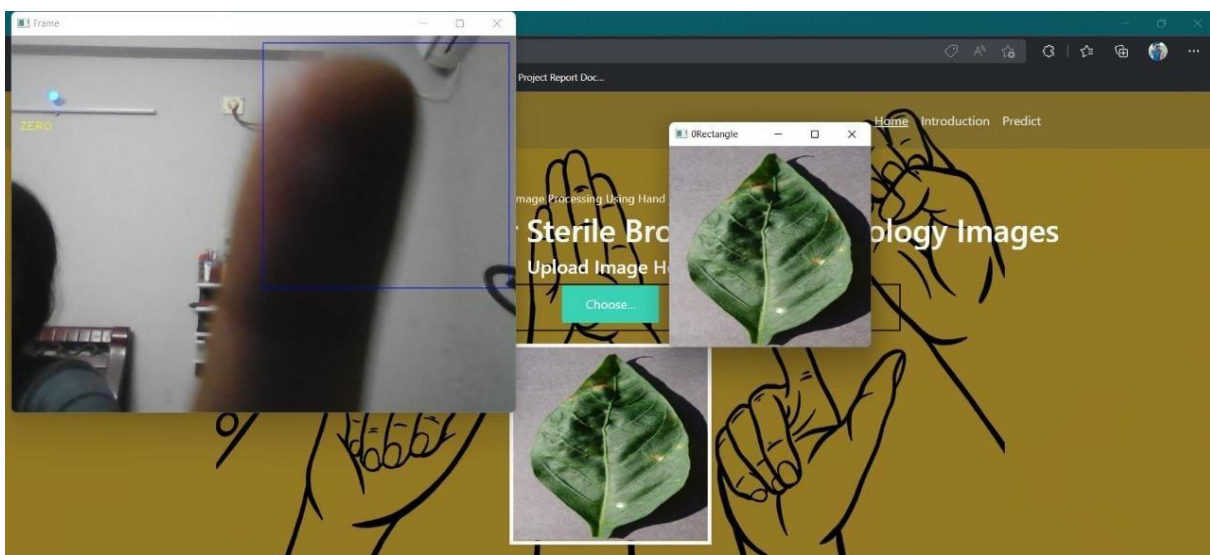 Frame
Project Report Doc...
ZERO
0Rectangle
Home Introduction Predict
mage Processing Using Hand
Sterile Bro ology Images
Upload Image H
Choose...